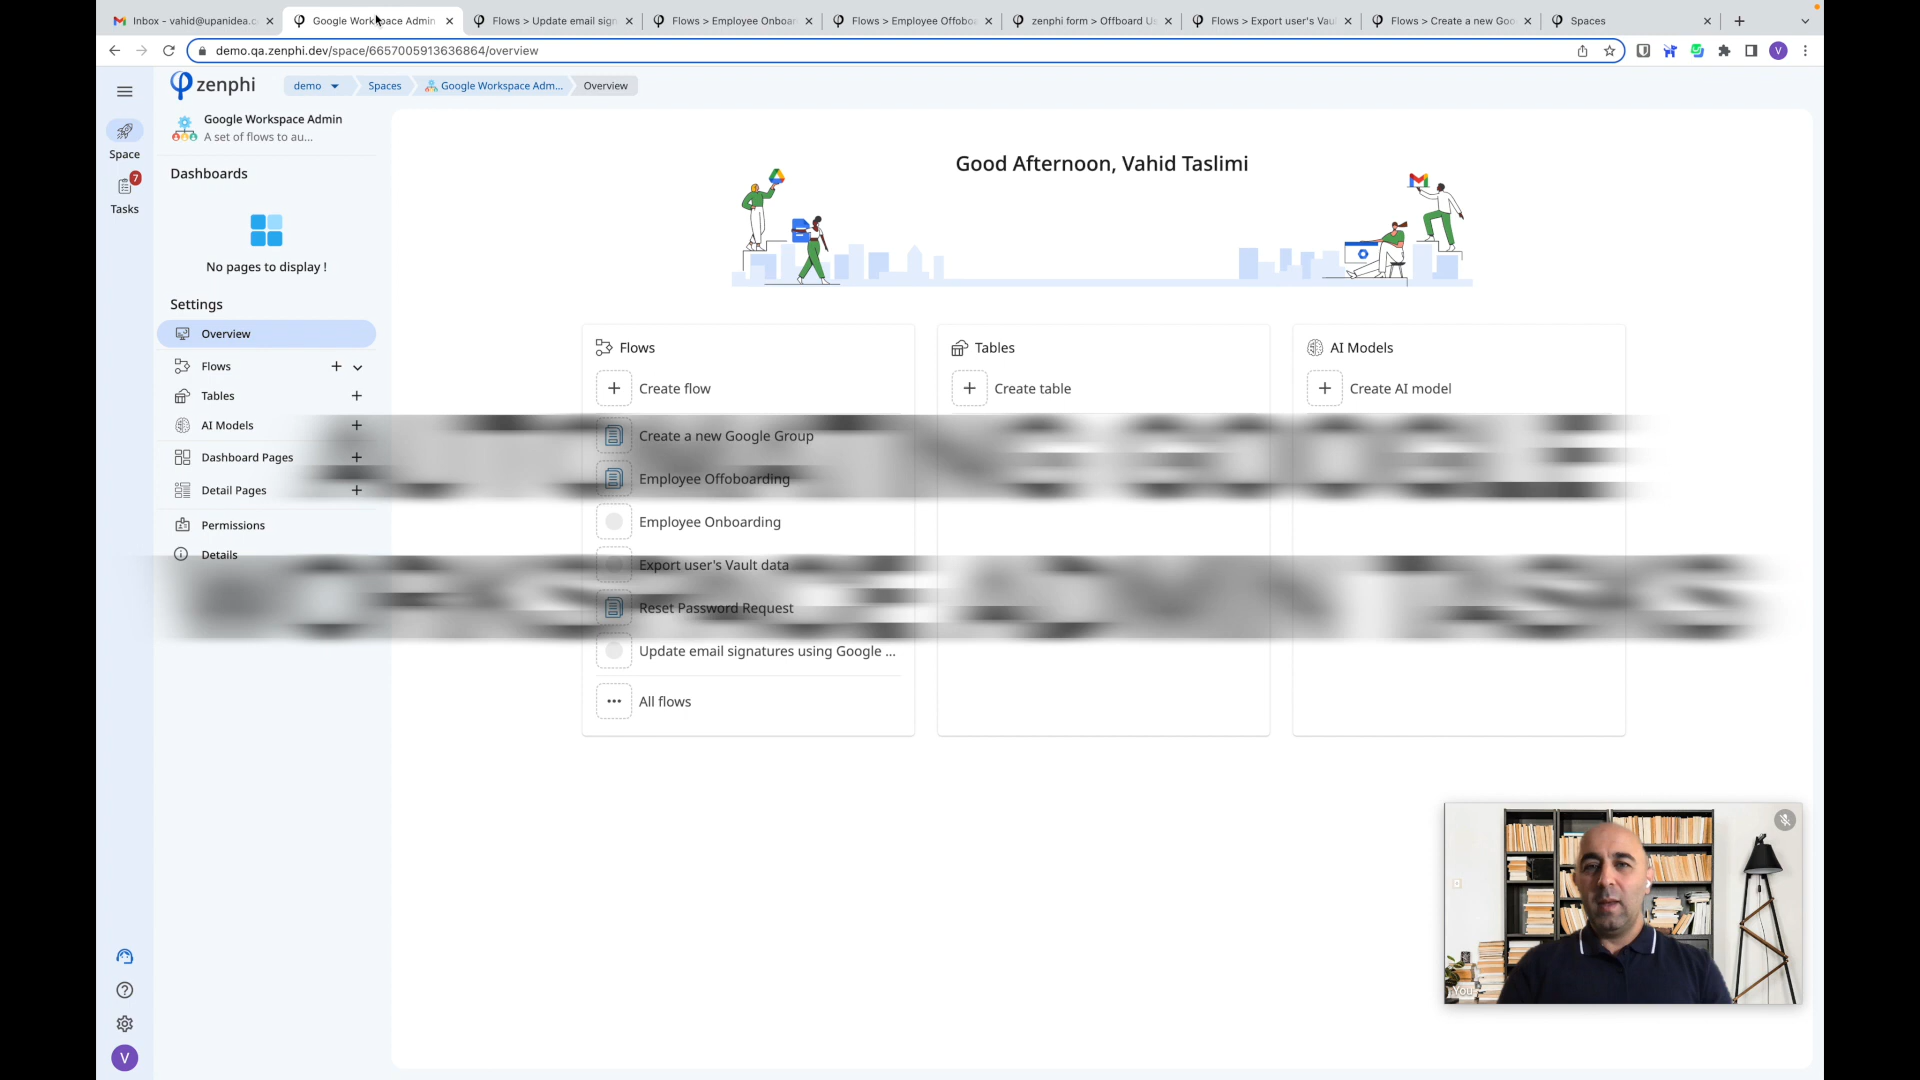 Inbox - vahid@upanidea.c
Google Workspace Admin
Flows > Update email sign
Flows > Employee Onboar
Flows > Employee Offobo
zenphi form > Offboard U
Flows > Export user's Vau
Flows > Create a new Goo
Spaces
demo.qa.zenphi.dev/space/6657005913636864/overview
V
zenphi
demo
Spaces
Google Workspace Adm...
Overview
Google Workspace Admin
A set of flows to au...
Space
7
Tasks
Dashboards
No pages to display !
Settings
Overview
Flows
Tables
AI Models
Dashboard Pages
Detail Pages
Permissions
Details
Good Afternoon, Vahid Taslimi
Flows
Create flow
Create a new Google Group
Employee Offoboarding
Employee Onboarding
Export user's Vault data
Reset Password Request
Update email signatures using Google ...
All flows
Tables
Create table
AI Models
Create AI model
You
V